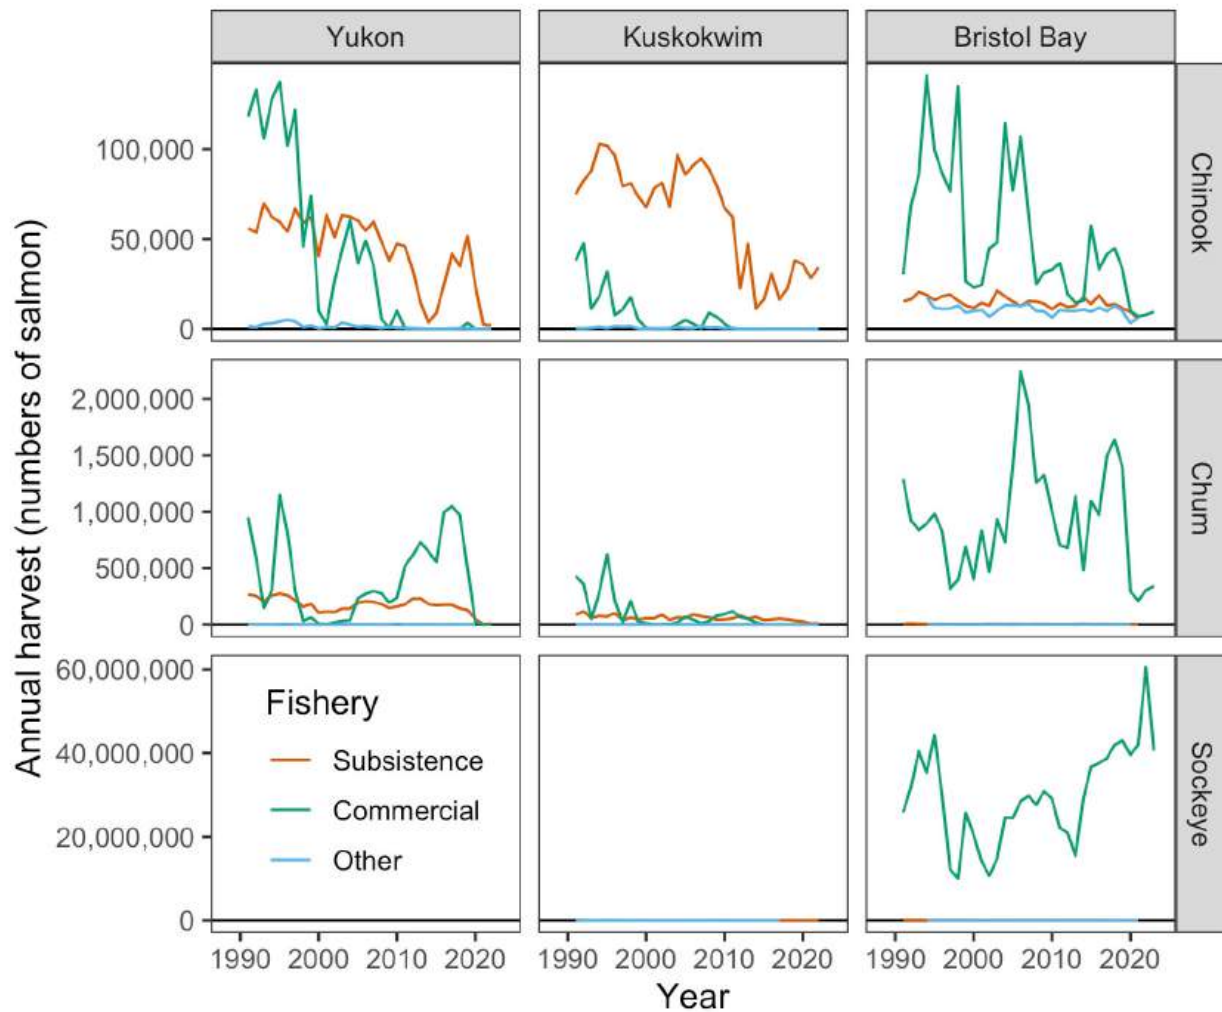 Yukon Kuskokwim Bristol Bay
Annual harvest (numbers of salmon)
100,000
50,000
0
Chinook
2,000,000
1,500,000
1,000,000
500,000
0
Chum
60,000,000
40,000,000
20,000,000
0
Fishery
Subsistence
Commercial
Other
Sockeye
1990 2000 2010 2020 1990 2000 2010 2020 1990 2000 2010 2020
Year